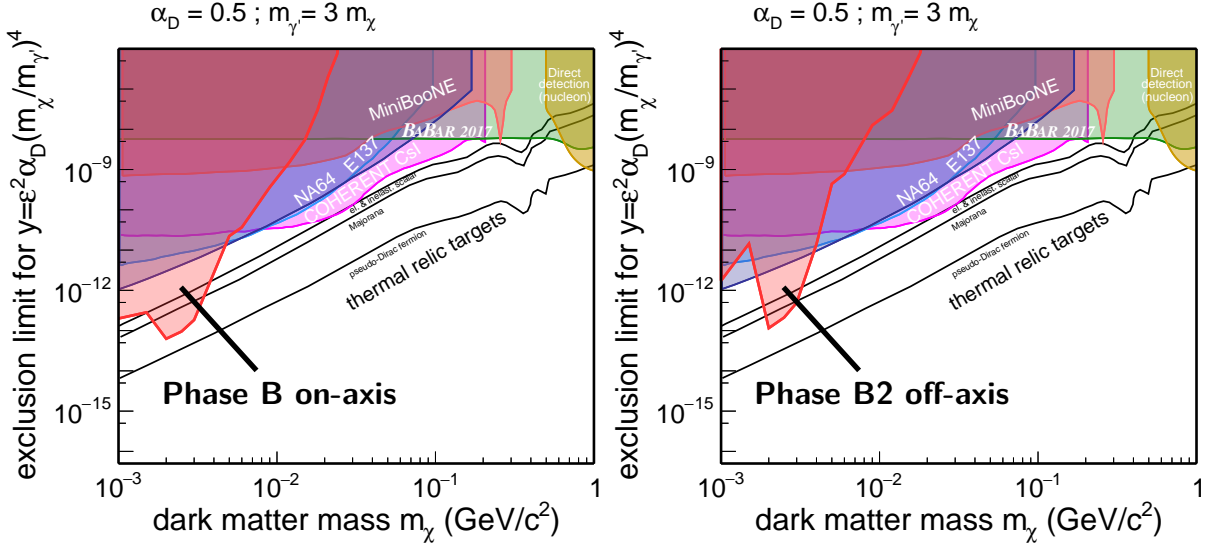 α_D = 0.5 ; m_γ' = 3 m_χ
exclusion limit for y=ε²α_D(m_χ/m_γ')⁴
10⁻⁹
10⁻¹²
10⁻¹⁵
MiniBooNE
Direct
detection
(nucleon)
BABAR 2017
NA64
E137
COHERENT CsI
el. & inelast. scalar
Majorana
pseudo-Dirac fermion
thermal relic targets
Phase B on-axis
10⁻³
10⁻²
10⁻¹
1
dark matter mass m_χ (GeV/c²)
α_D = 0.5 ; m_γ' = 3 m_χ
exclusion limit for y=ε²α_D(m_χ/m_γ')⁴
10⁻⁹
10⁻¹²
10⁻¹⁵
MiniBooNE
Direct
detection
(nucleon)
BABAR 2017
NA64
E137
COHERENT CsI
el. & inelast. scalar
Majorana
pseudo-Dirac fermion
thermal relic targets
Phase B2 off-axis
10⁻³
10⁻²
10⁻¹
1
dark matter mass m_χ (GeV/c²)